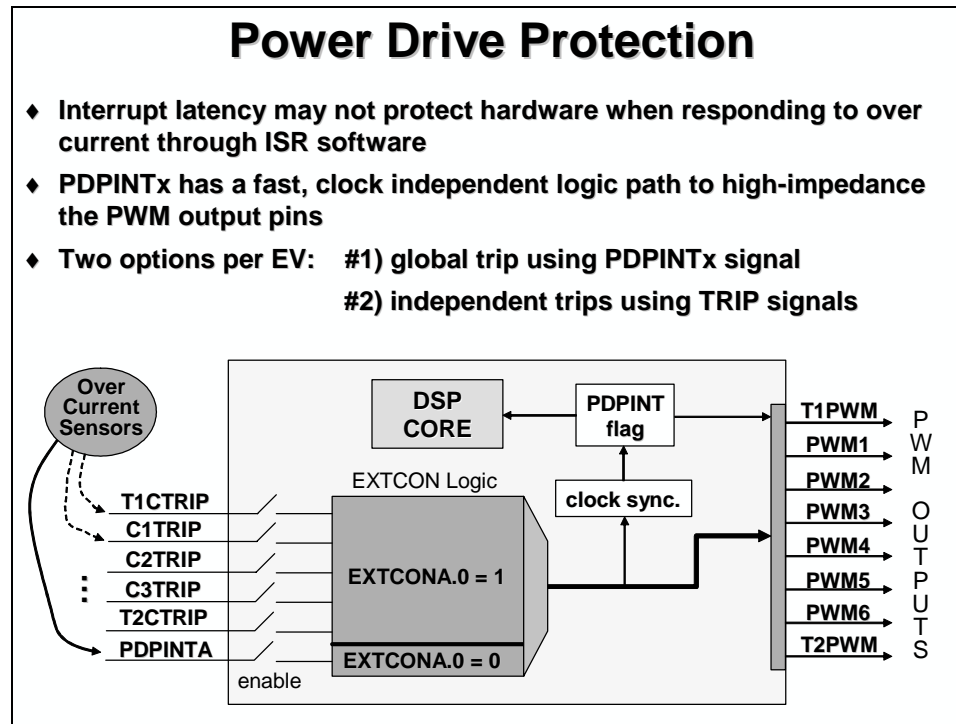 Power Drive Protection
♦ Interrupt latency may not protect hardware when responding to over
current through ISR software
♦ PDPINTx has a fast, clock independent logic path to high-impedance
the PWM output pins
♦ Two options per EV: #1) global trip using PDPINTx signal
#2) independent trips using TRIP signals
Over
Current
Sensors
DSP
CORE
PDPINT
flag
clock sync.
EXTCON Logic
EXTCONA.0 = 1
EXTCONA.0 = 0
T1CTRIP
C1TRIP
C2TRIP
C3TRIP
T2CTRIP
PDPINTA
enable
T1PWM
PWM1
PWM2
PWM3
PWM4
PWM5
PWM6
T2PWM
PWM OUTPUTS